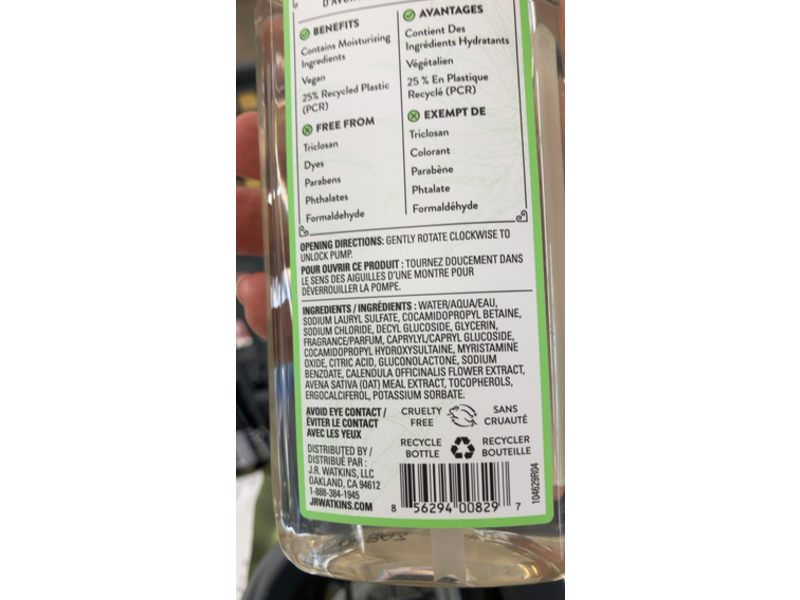 BENEFITS
Contains Moisturizing
Ingredients
Vegan
25% Recycled Plastic
(PCR)
FREE FROM
Triclosan
Dyes
Parabens
Phthalates
Formaldehyde
AVANTAGES
Contient Des
Ingrédients Hydratants
Végétalien
25 % En Plastique
Recyclé (PCR)
EXEMPT DE
Triclosan
Colorant
Parabène
Phtalate
Formaldéhyde
OPENING DIRECTIONS: GENTLY ROTATE CLOCKWISE TO
UNLOCK PUMP.
POUR OUVRIR CE PRODUIT : TOURNEZ DOUCEMENT DANS
LE SENS DES AIGUILLES D'UNE MONTRE POUR
DÉVERROUILLER LA POMPE.
INGREDIENTS / INGRÉDIENTS : WATER/AQUA/EAU,
SODIUM LAURYL SULFATE, COCAMIDOPROPYL BETAINE,
SODIUM CHLORIDE, DECYL GLUCOSIDE, GLYCERIN,
FRAGRANCE/PARFUM, CAPRYLYL/CAPRYL GLUCOSIDE,
COCAMIDOPROPYL HYDROXYSULTAINE, MYRISTAMINE
OXIDE, CITRIC ACID, GLUCONOLACTONE, SODIUM
BENZOATE, CALENDULA OFFICINALIS FLOWER EXTRACT,
AVENA SATIVA (OAT) MEAL EXTRACT, TOCOPHEROLS,
ERGOCALCIFEROL, POTASSIUM SORBATE.
AVOID EYE CONTACT /
ÉVITER LE CONTACT
AVEC LES YEUX
DISTRIBUTED BY /
DISTRIBUÉ PAR :
J.R. WATKINS, LLC
OAKLAND, CA 94612
1-888-384-1945
JRWATKINS.COM
CRUELTY
FREE
SANS
CRUAUTÉ
RECYCLE
BOTTLE
RECYCLER
BOUTEILLE
8 56294 00829 7
104629R04